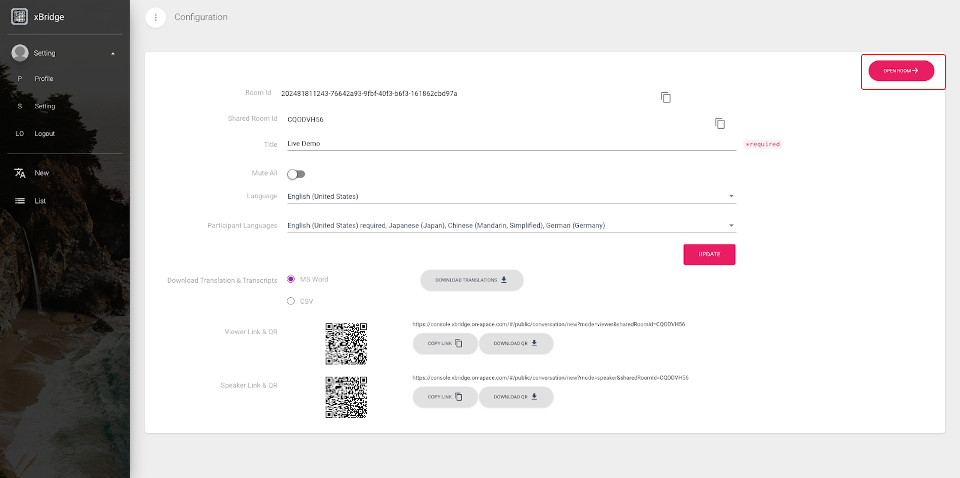 xBridge
Configuration
Setting
P Profile
S Setting
LO Logout
New
List
OPEN ROOM
Room Id 202481811243-76642a93-9fbf-40f3-b6f3-161862cbd97a
Shared Room Id CQODVH56
Title Live Demo *required
Mute All
Language English (United States)
Participant Languages English (United States) required, Japanese (Japan), Chinese (Mandarin, Simplified), German (Germany)
UPDATE
Download Translation & Transcripts MS Word DOWNLOAD TRANSLATIONS
CSV
https://console.xbridge.on-apace.com/#/public/conversation/new?mode=viewer&sharedRoomId=CQODVH56
Viewer Link & QR COPY LINK DOWNLOAD QR
https://console.xbridge.on-apace.com/#/public/conversation/new?mode=speaker&sharedRoomId=CQODVH56
Speaker Link & QR COPY LINK DOWNLOAD QR